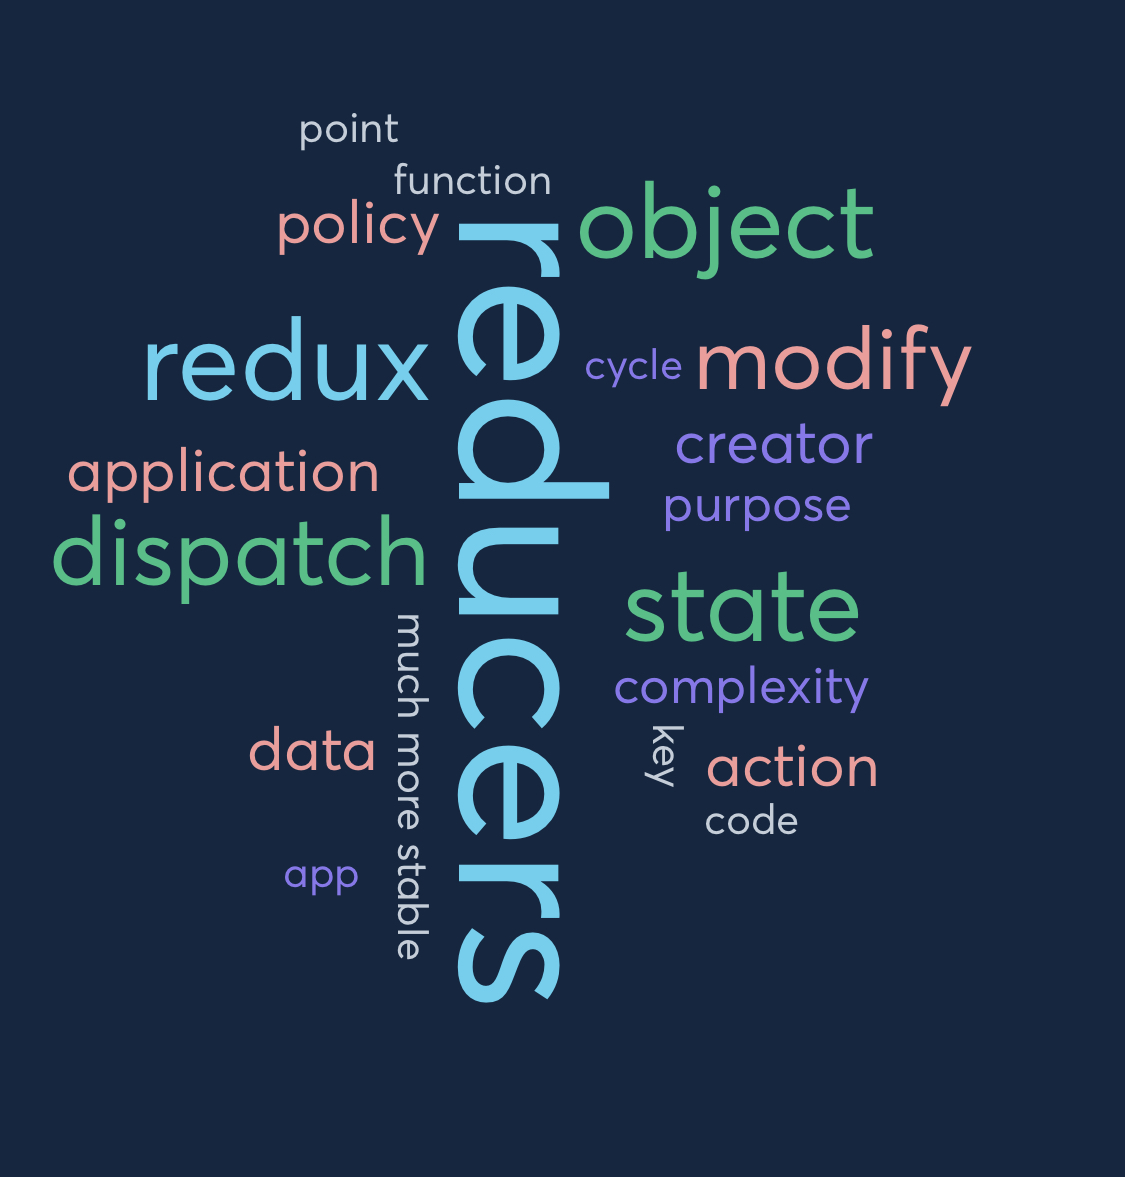 point
function
policy
object
reducers
redux
cycle
modify
creator
application
purpose
dispatch
state
much more stable
complexity
key
data
action
code
app